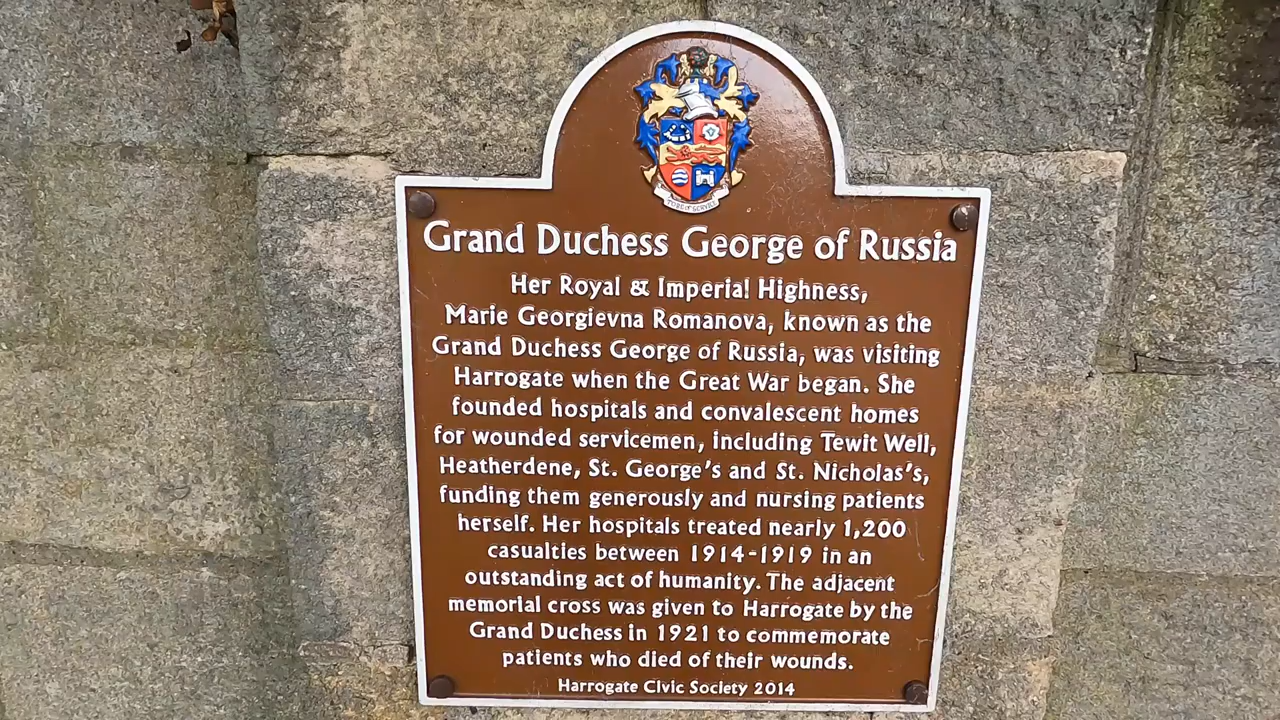 Grand Duchess George of Russia
Her Royal & Imperial Highness,
Marie Georgievna Romanova, known as the
Grand Duchess George of Russia, was visiting
Harrogate when the Great War began. She
founded hospitals and convalescent homes
for wounded servicemen, including Tewit Well,
Heatherdene, St. George's and St. Nicholas's,
funding them generously and nursing patients
herself. Her hospitals treated nearly 1,200
casualties between 1914-1919 in an
outstanding act of humanity. The adjacent
memorial cross was given to Harrogate by the
Grand Duchess in 1921 to commemorate
patients who died of their wounds.
Harrogate Civic Society 2014